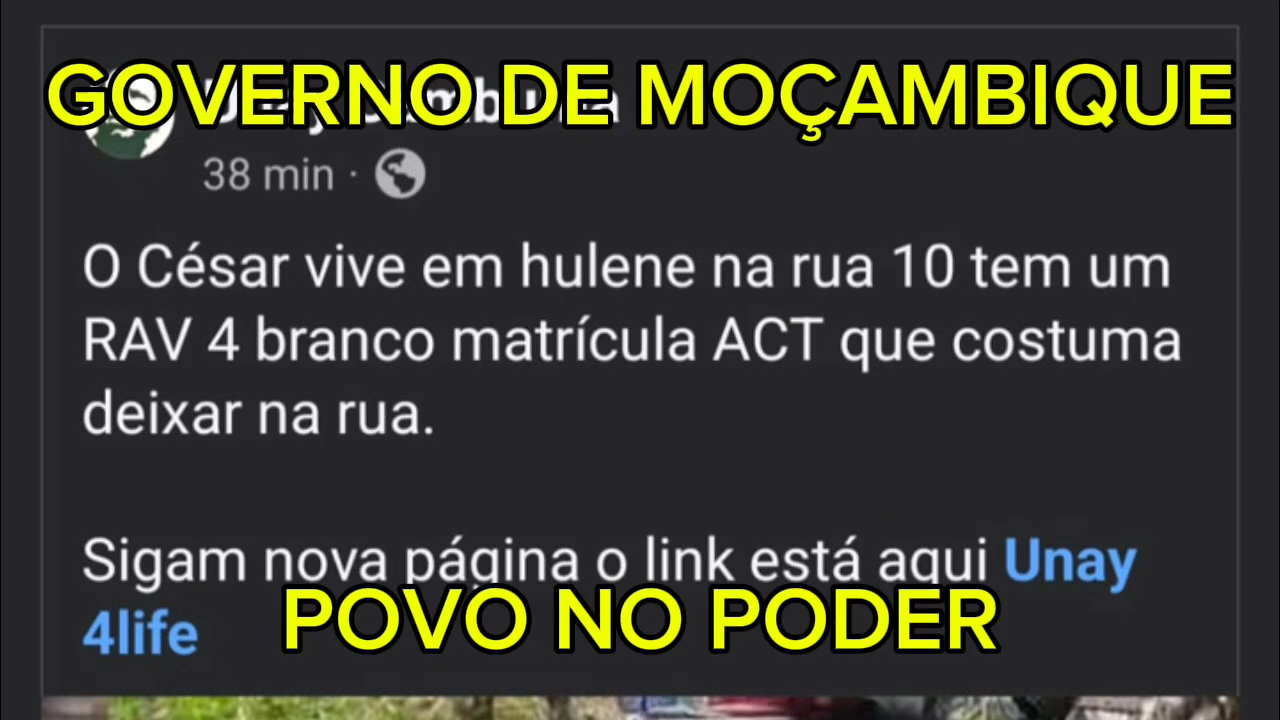 GOVERNO DE MOÇAMBIQUE
38 min ·
O César vive em hulene na rua 10 tem um
RAV 4 branco matrícula ACT que costuma
deixar na rua.
Sigam nova página o link está aqui Unay
4life
POVO NO PODER